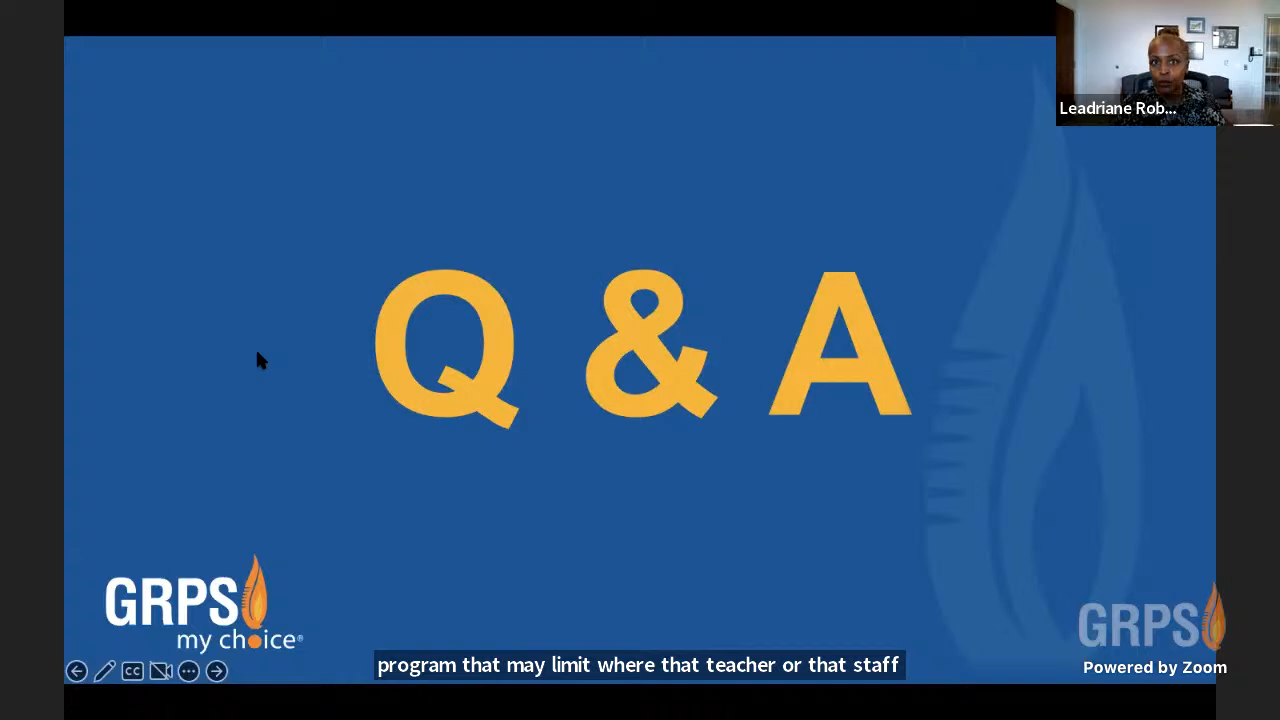 Leadriane Rob...
Q & A
GRPS
my choice®
GRPS
CC
program that may limit where that teacher or that staff
Powered by Zoom